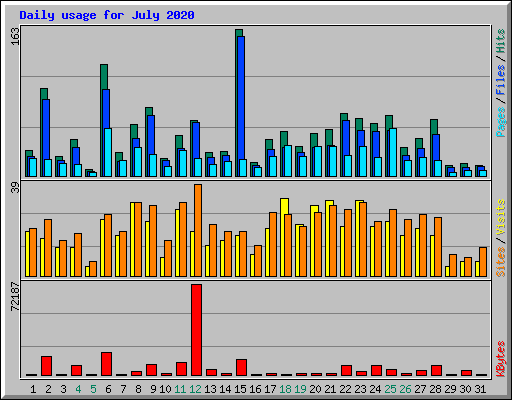 Daily usage for July 2020
163
Pages / Files / Hits
39
Sites / Visits
72187
KBytes
1 2 3 4 5 6 7 8 9 10 11 12 13 14 15 16 17 18 19 20 21 22 23 24 25 26 27 28 29 30 31